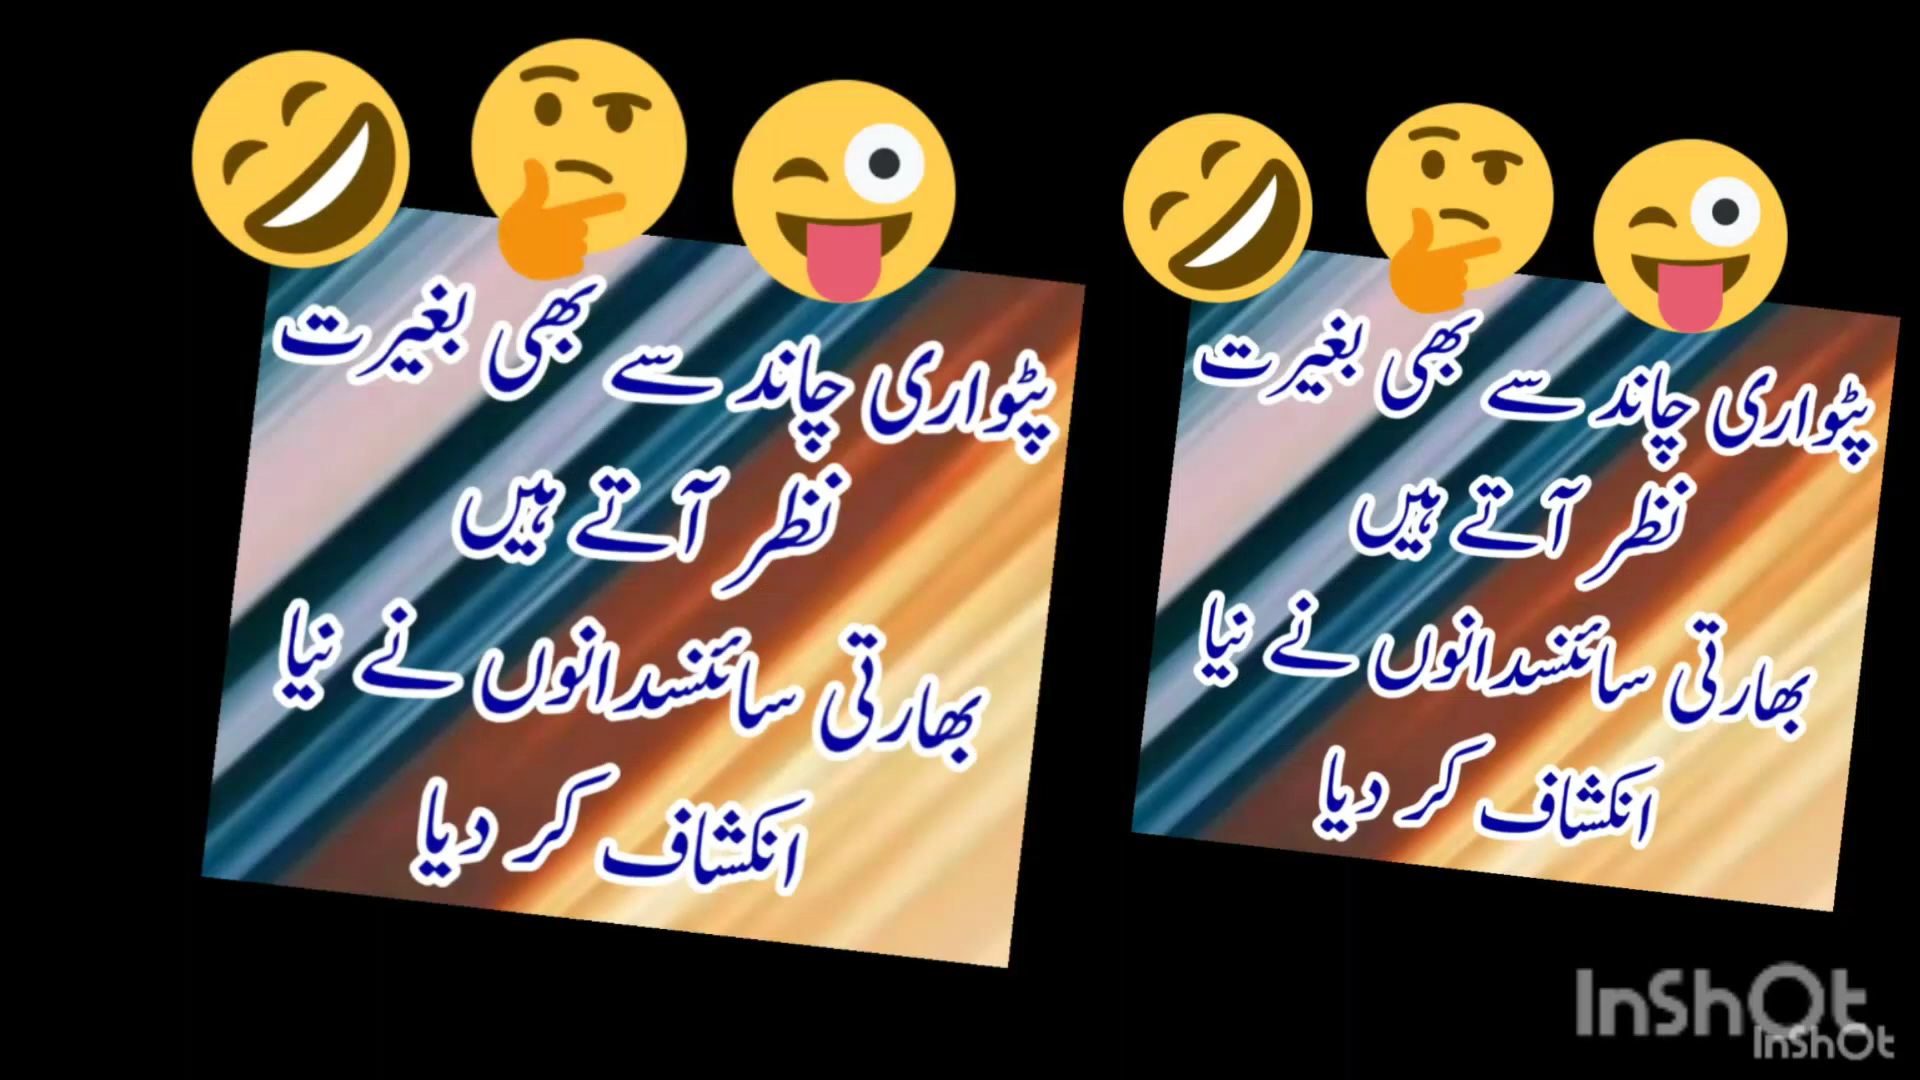 پٹواری چاند سے بھی بغیرت
نظر آتے ہیں
بھارتی سائنسدانوں نے نیا
انکشاف کر دیا
پٹواری چاند سے بھی بغیرت
نظر آتے ہیں
بھارتی سائنسدانوں نے نیا
انکشاف کر دیا
InShOt
InShOt